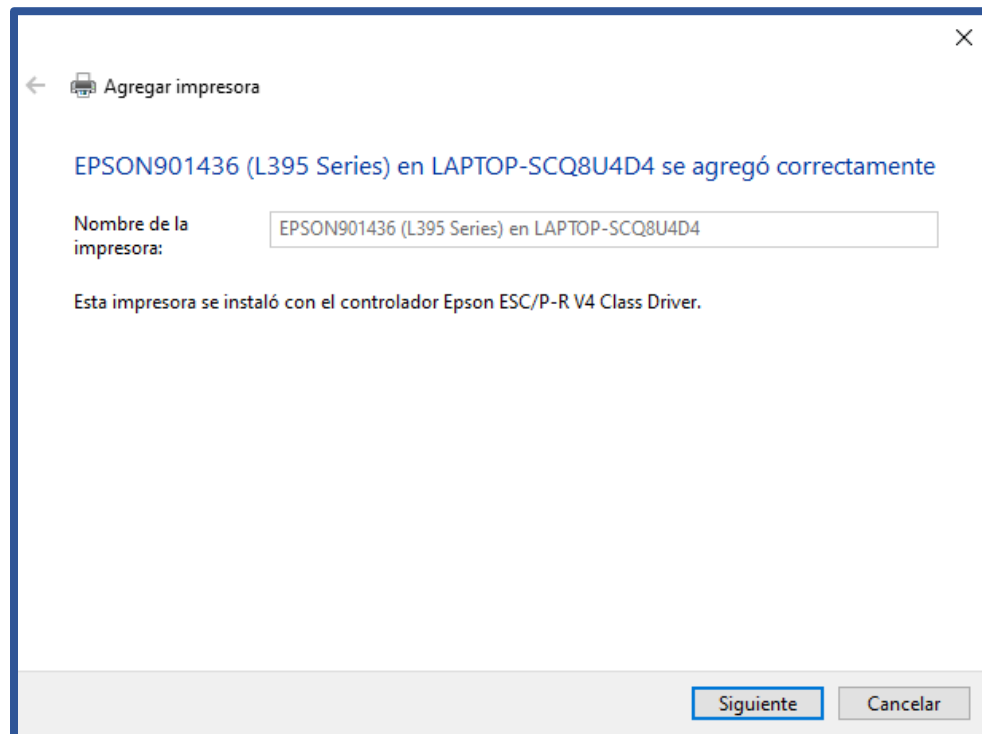 Agregar impresora
EPSON901436 (L395 Series) en LAPTOP-SCQ8U4D4 se agregó correctamente
Nombre de la
impresora:
EPSON901436 (L395 Series) en LAPTOP-SCQ8U4D4
Esta impresora se instaló con el controlador Epson ESC/P-R V4 Class Driver.
Siguiente
Cancelar